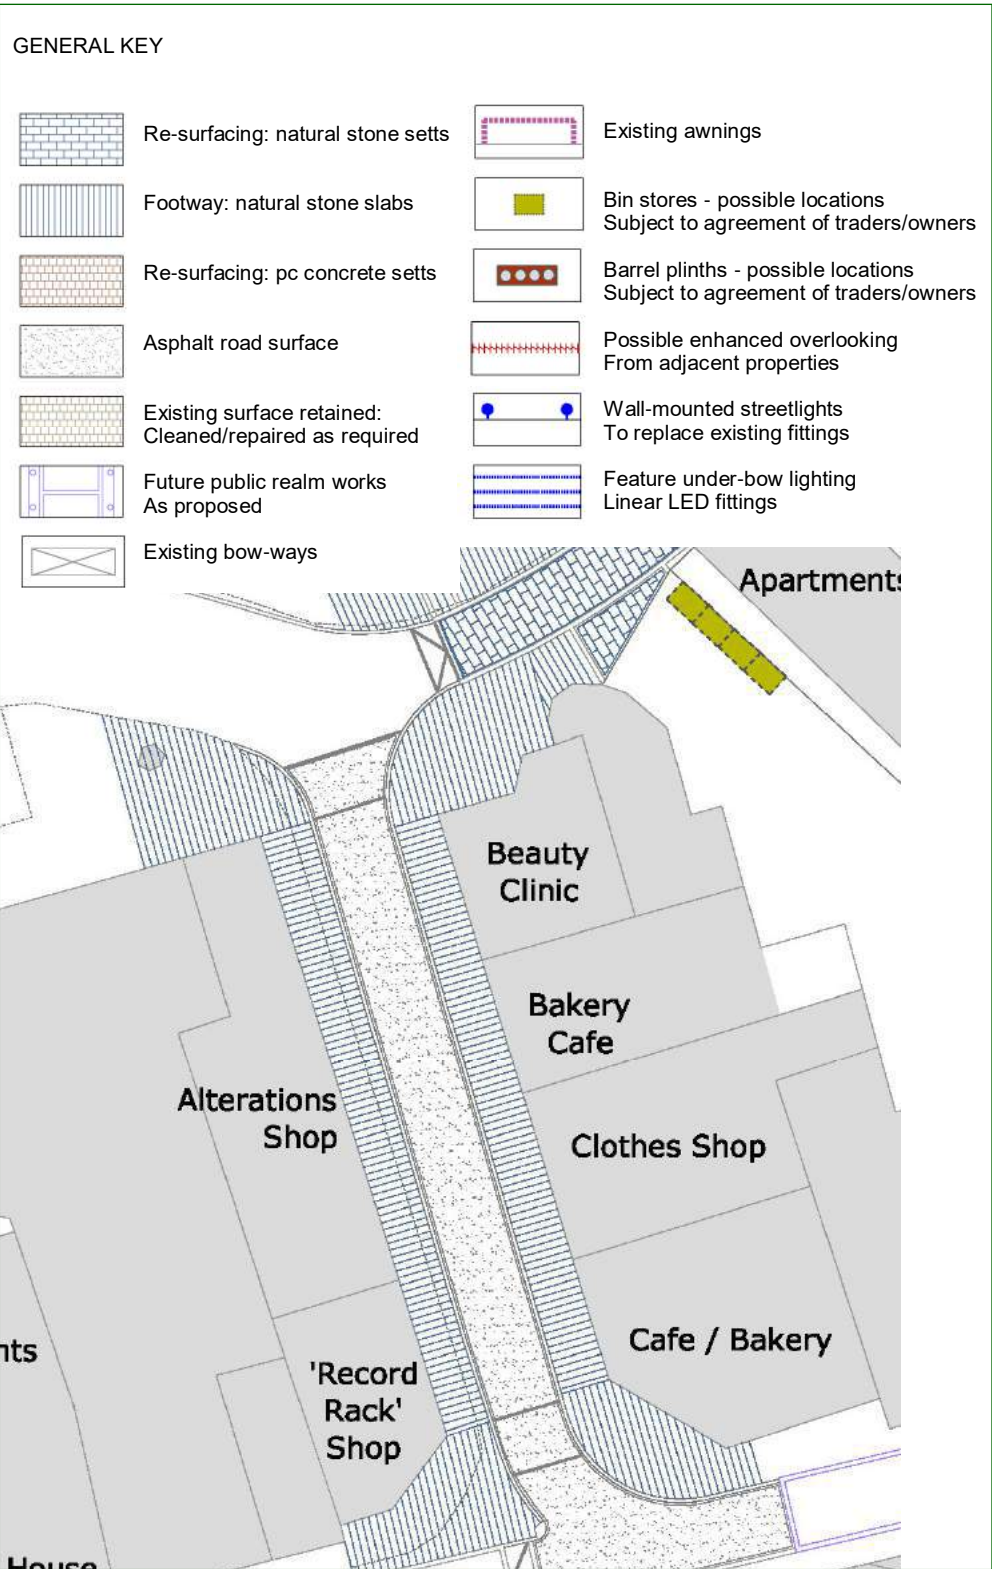 GENERAL KEY
Re-surfacing: natural stone setts
Footway: natural stone slabs
Re-surfacing: pc concrete setts
Asphalt road surface
Existing surface retained:
Cleaned/repaired as required
Future public realm works
As proposed
Existing bow-ways
Existing awnings
Bin stores - possible locations
Subject to agreement of traders/owners
Barrel plinths - possible locations
Subject to agreement of traders/owners
Possible enhanced overlooking
From adjacent properties
Wall-mounted streetlights
To replace existing fittings
Feature under-bow lighting
Linear LED fittings
Apartments
Beauty
Clinic
Bakery
Cafe
Alterations
Shop
Clothes Shop
Cafe / Bakery
nts
'Record
Rack'
Shop
House